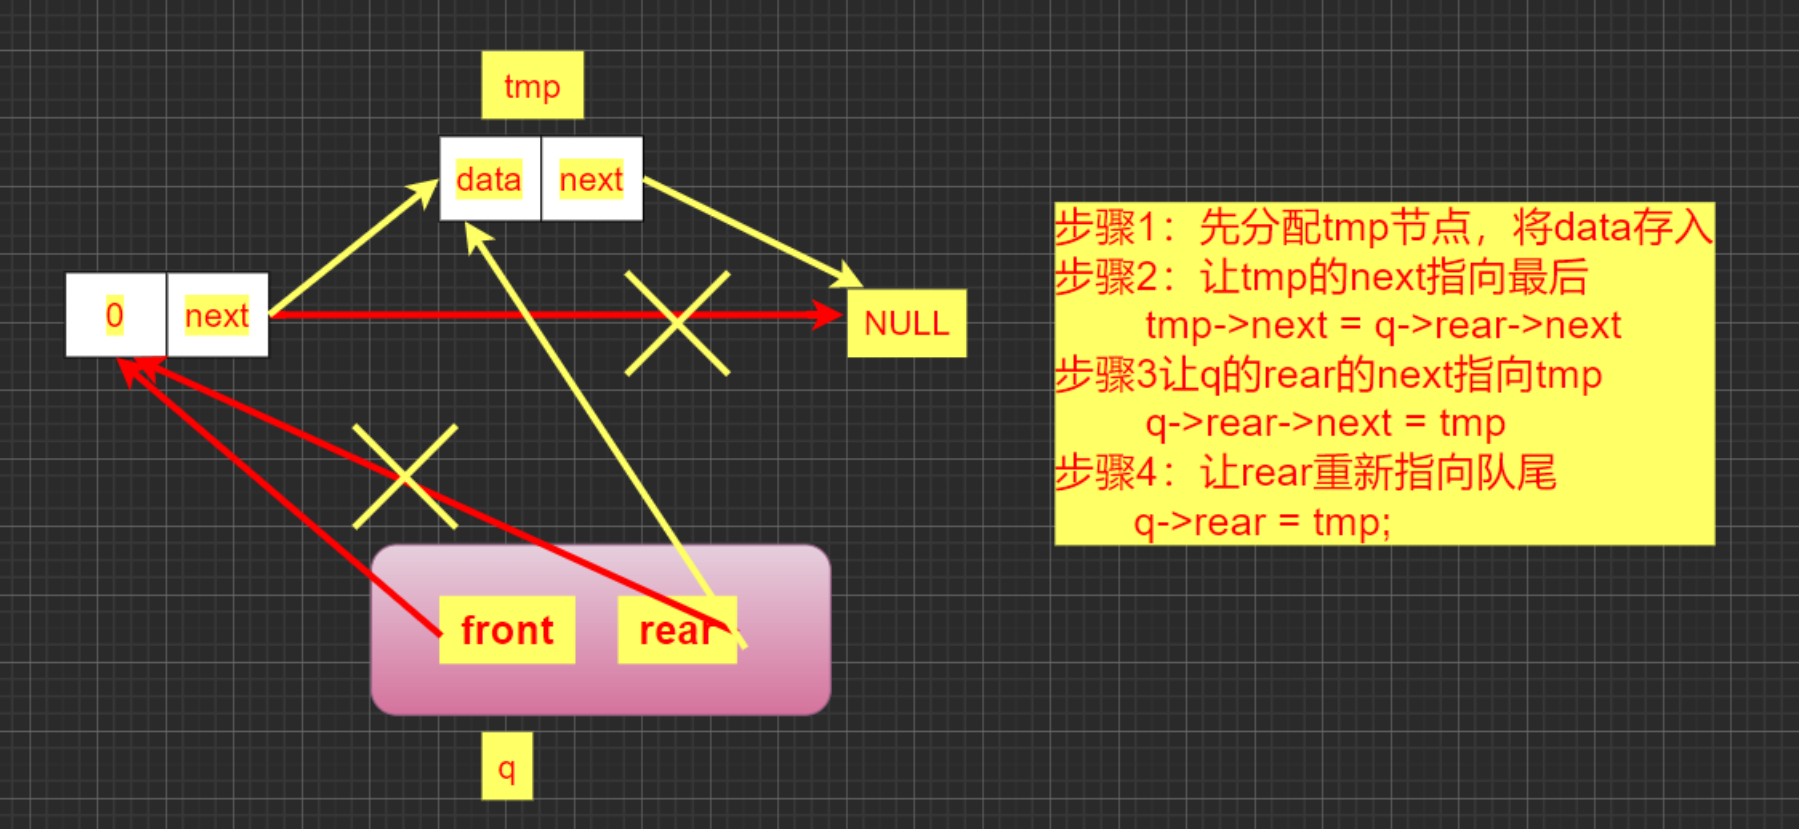 tmp
data next
0 next
NULL
front rear
q
步骤1：先分配tmp节点，将data存入
步骤2：让tmp的next指向最后
tmp->next = q->rear->next
步骤3让q的rear的next指向tmp
q->rear->next = tmp
步骤4：让rear重新指向队尾
q->rear = tmp;